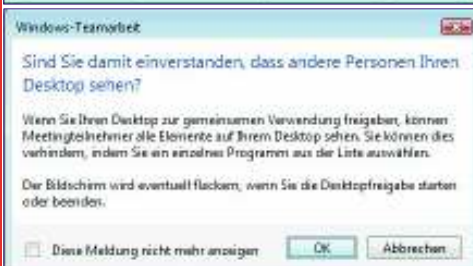 Windows-Teamarbeit
Sind Sie damit einverstanden, dass andere Personen Ihren
Desktop sehen?
Wenn Sie Ihren Desktop zur gemeinsamen Verwendung freigeben, können
Meetingteilnehmer alle Elemente auf Ihrem Desktop sehen. Sie können dies
verhindern, indem Sie ein einzelnes Programm aus der Liste auswählen.
Der Bildschirm wird eventuell flackern, wenn Sie die Desktopfreigabe starten
oder beenden.
Diese Meldung nicht mehr anzeigen OK Abbrechen